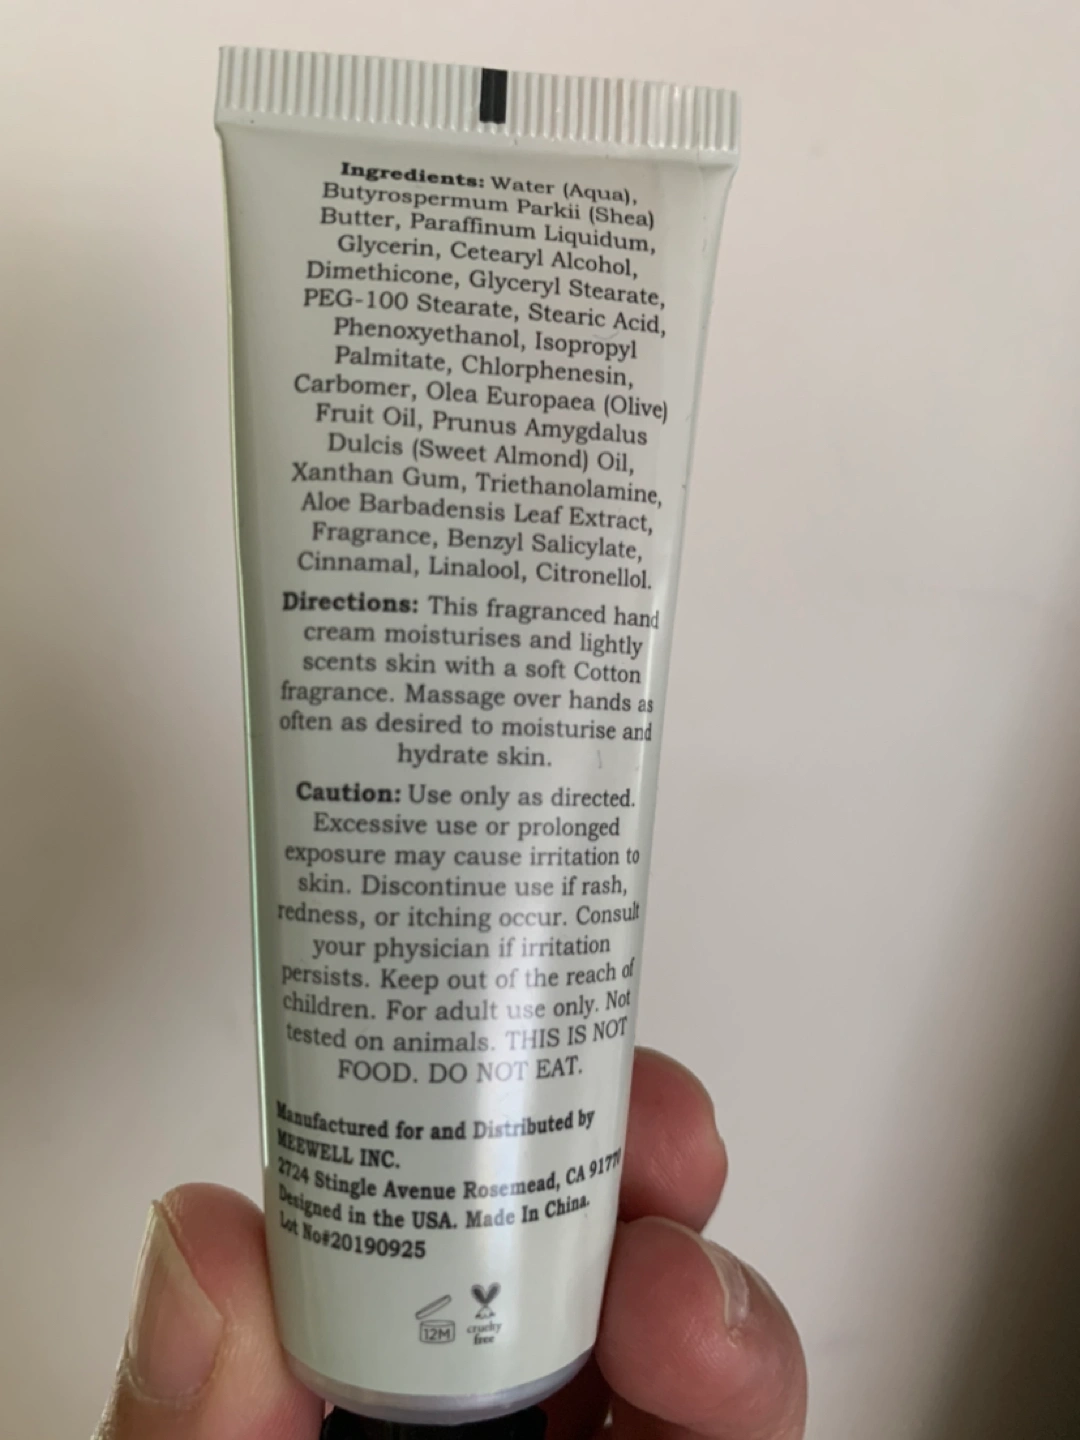 Ingredients: Water (Aqua),
Butyrospermum Parkii (Shea)
Butter, Paraffinum Liquidum,
Glycerin, Cetearyl Alcohol,
Dimethicone, Glyceryl Stearate,
PEG-100 Stearate, Stearic Acid,
Phenoxyethanol, Isopropyl
Palmitate, Chlorphenesin,
Carbomer, Olea Europaea (Olive)
Fruit Oil, Prunus Amygdalus
Dulcis (Sweet Almond) Oil,
Xanthan Gum, Triethanolamine,
Aloe Barbadensis Leaf Extract,
Fragrance, Benzyl Salicylate,
Cinnamal, Linalool, Citronellol.
Directions: This fragranced hand
cream moisturises and lightly
scents skin with a soft Cotton
fragrance. Massage over hands as
often as desired to moisturise and
hydrate skin.
Caution: Use only as directed.
Excessive use or prolonged
exposure may cause irritation to
skin. Discontinue use if rash,
redness, or itching occur. Consult
your physician if irritation
persists. Keep out of the reach of
children. For adult use only. Not
tested on animals. THIS IS NOT
FOOD. DO NOT EAT.
Manufactured for and Distributed by
MEEWELL INC.
2724 Stingle Avenue Rosemead, CA 91770
Designed in the USA. Made In China.
Lot No#20190925
12M
cruelty
free